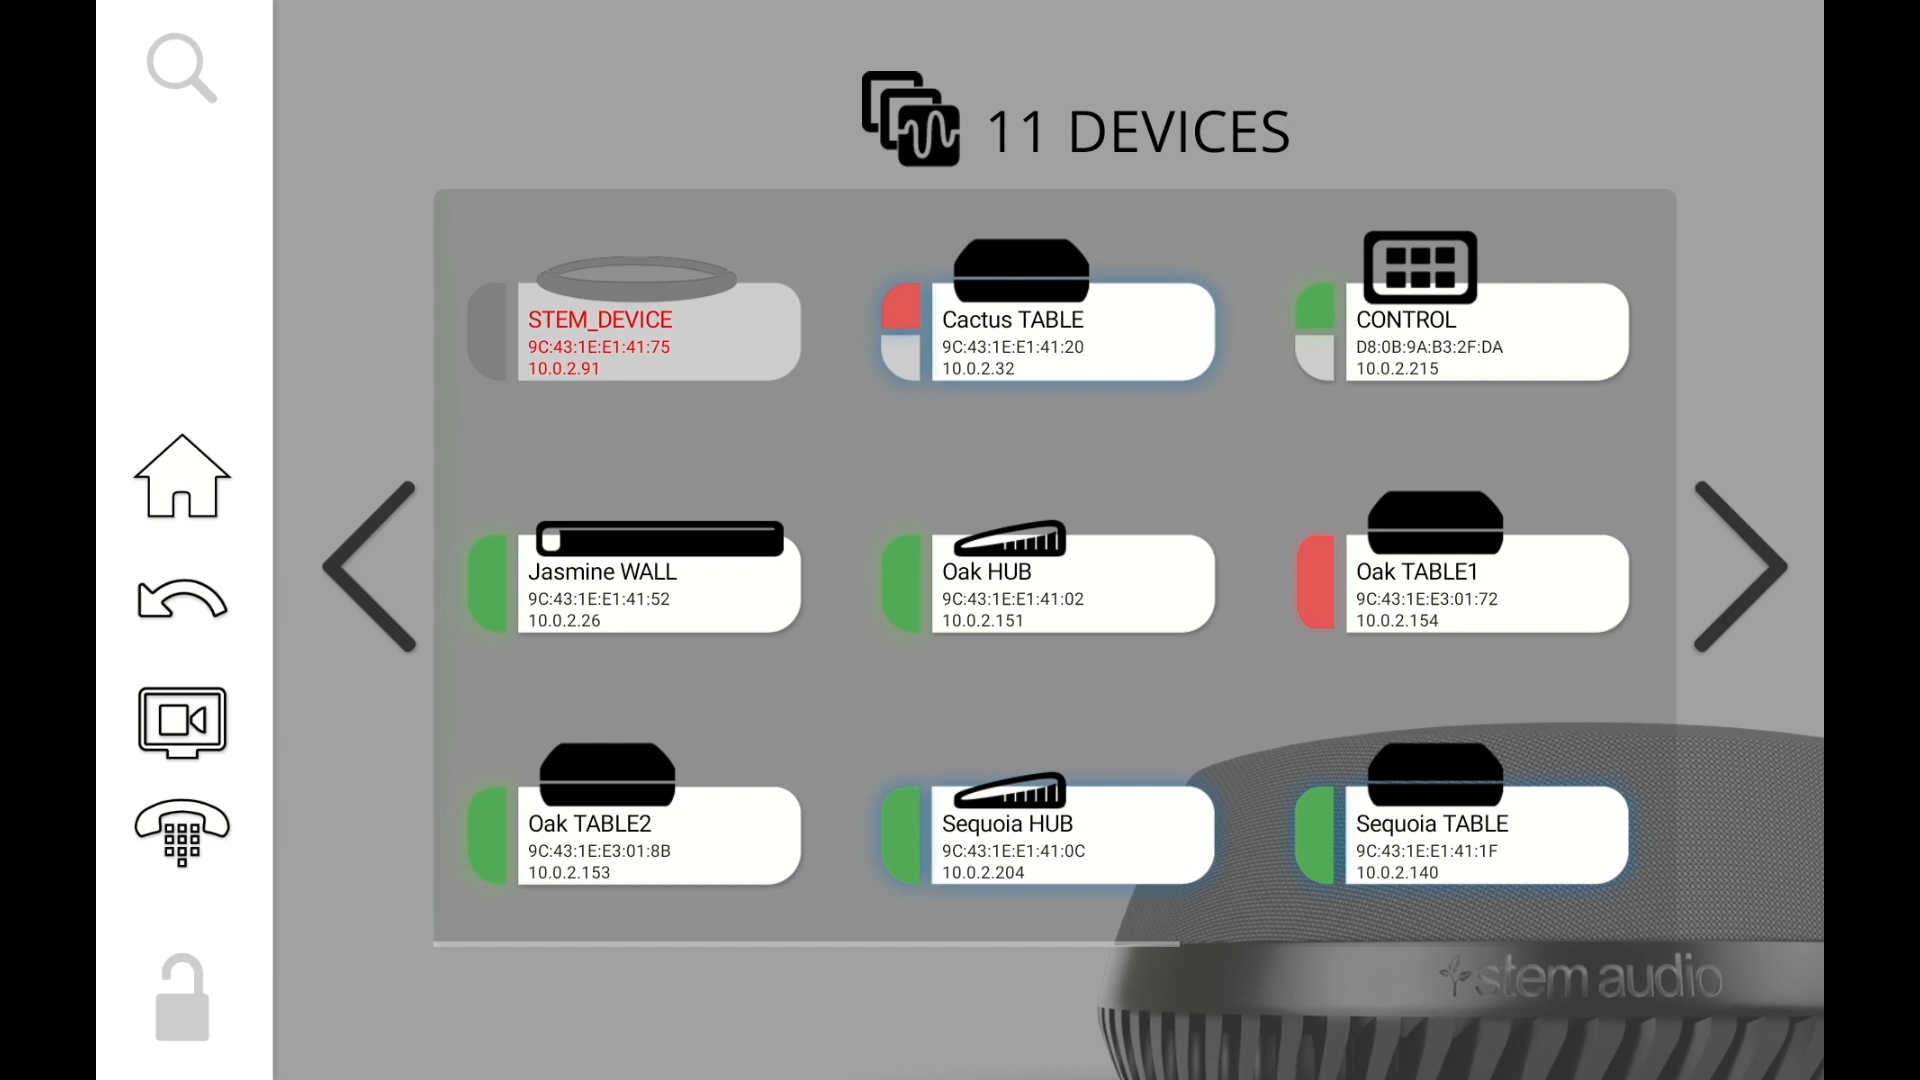 11 DEVICES
STEM_DEVICE
9C:43:1E:E1:41:75
10.0.2.91
Cactus TABLE
9C:43:1E:E1:41:20
10.0.2.32
CONTROL
D8:0B:9A:B3:2F:DA
10.0.2.215
Jasmine WALL
9C:43:1E:E1:41:52
10.0.2.26
Oak HUB
9C:43:1E:E1:41:02
10.0.2.151
Oak TABLE1
9C:43:1E:E3:01:72
10.0.2.154
Oak TABLE2
9C:43:1E:E3:01:8B
10.0.2.153
Sequoia HUB
9C:43:1E:E1:41:0C
10.0.2.204
Sequoia TABLE
9C:43:1E:E1:41:1F
10.0.2.140
stem audio